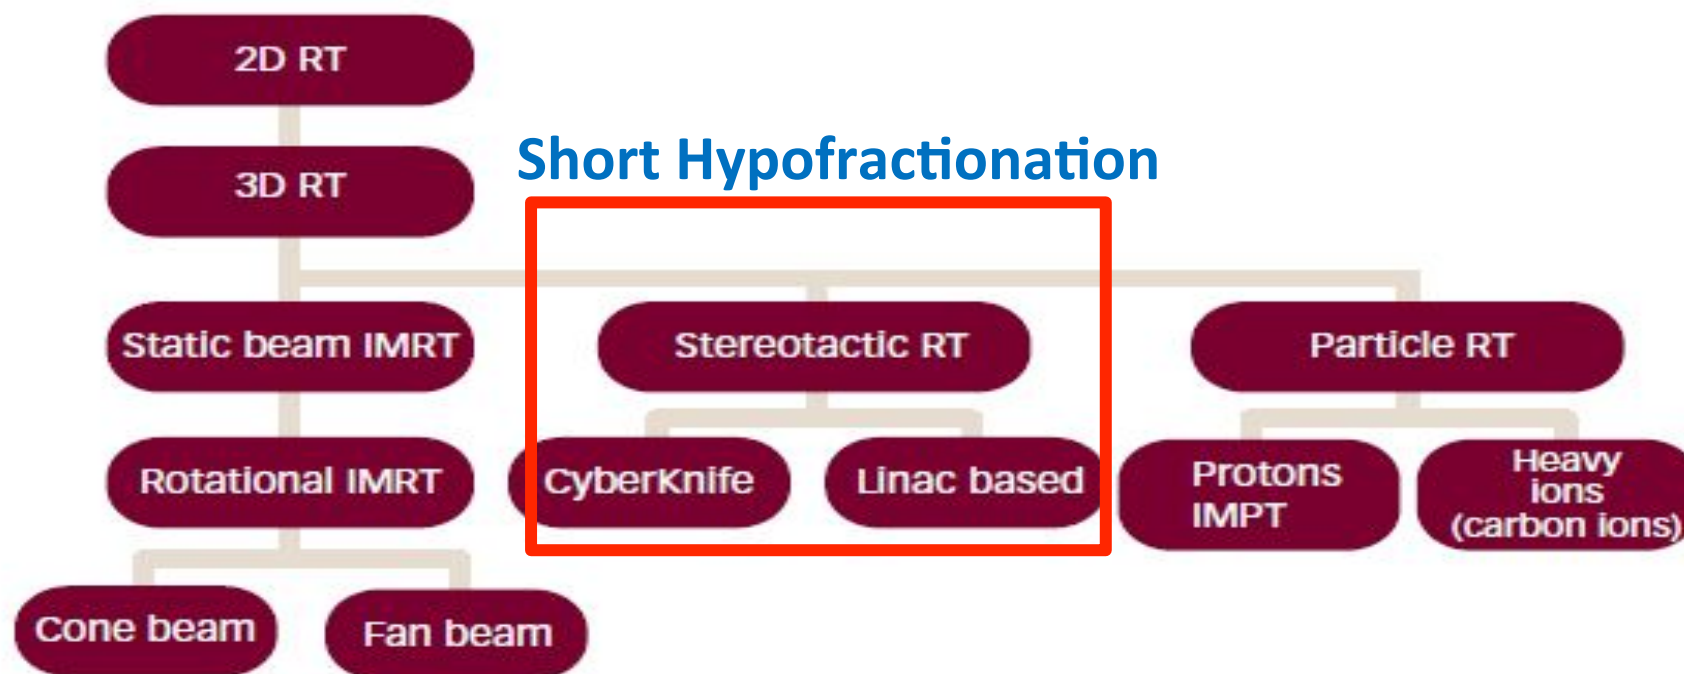 2D RT
Short Hypofractionation
3D RT
Static beam IMRT
Stereotactic RT
Particle RT
Rotational IMRT
CyberKnife
Linac based
Protons
IMPT
Heavy
ions
(carbon ions)
Cone beam
Fan beam